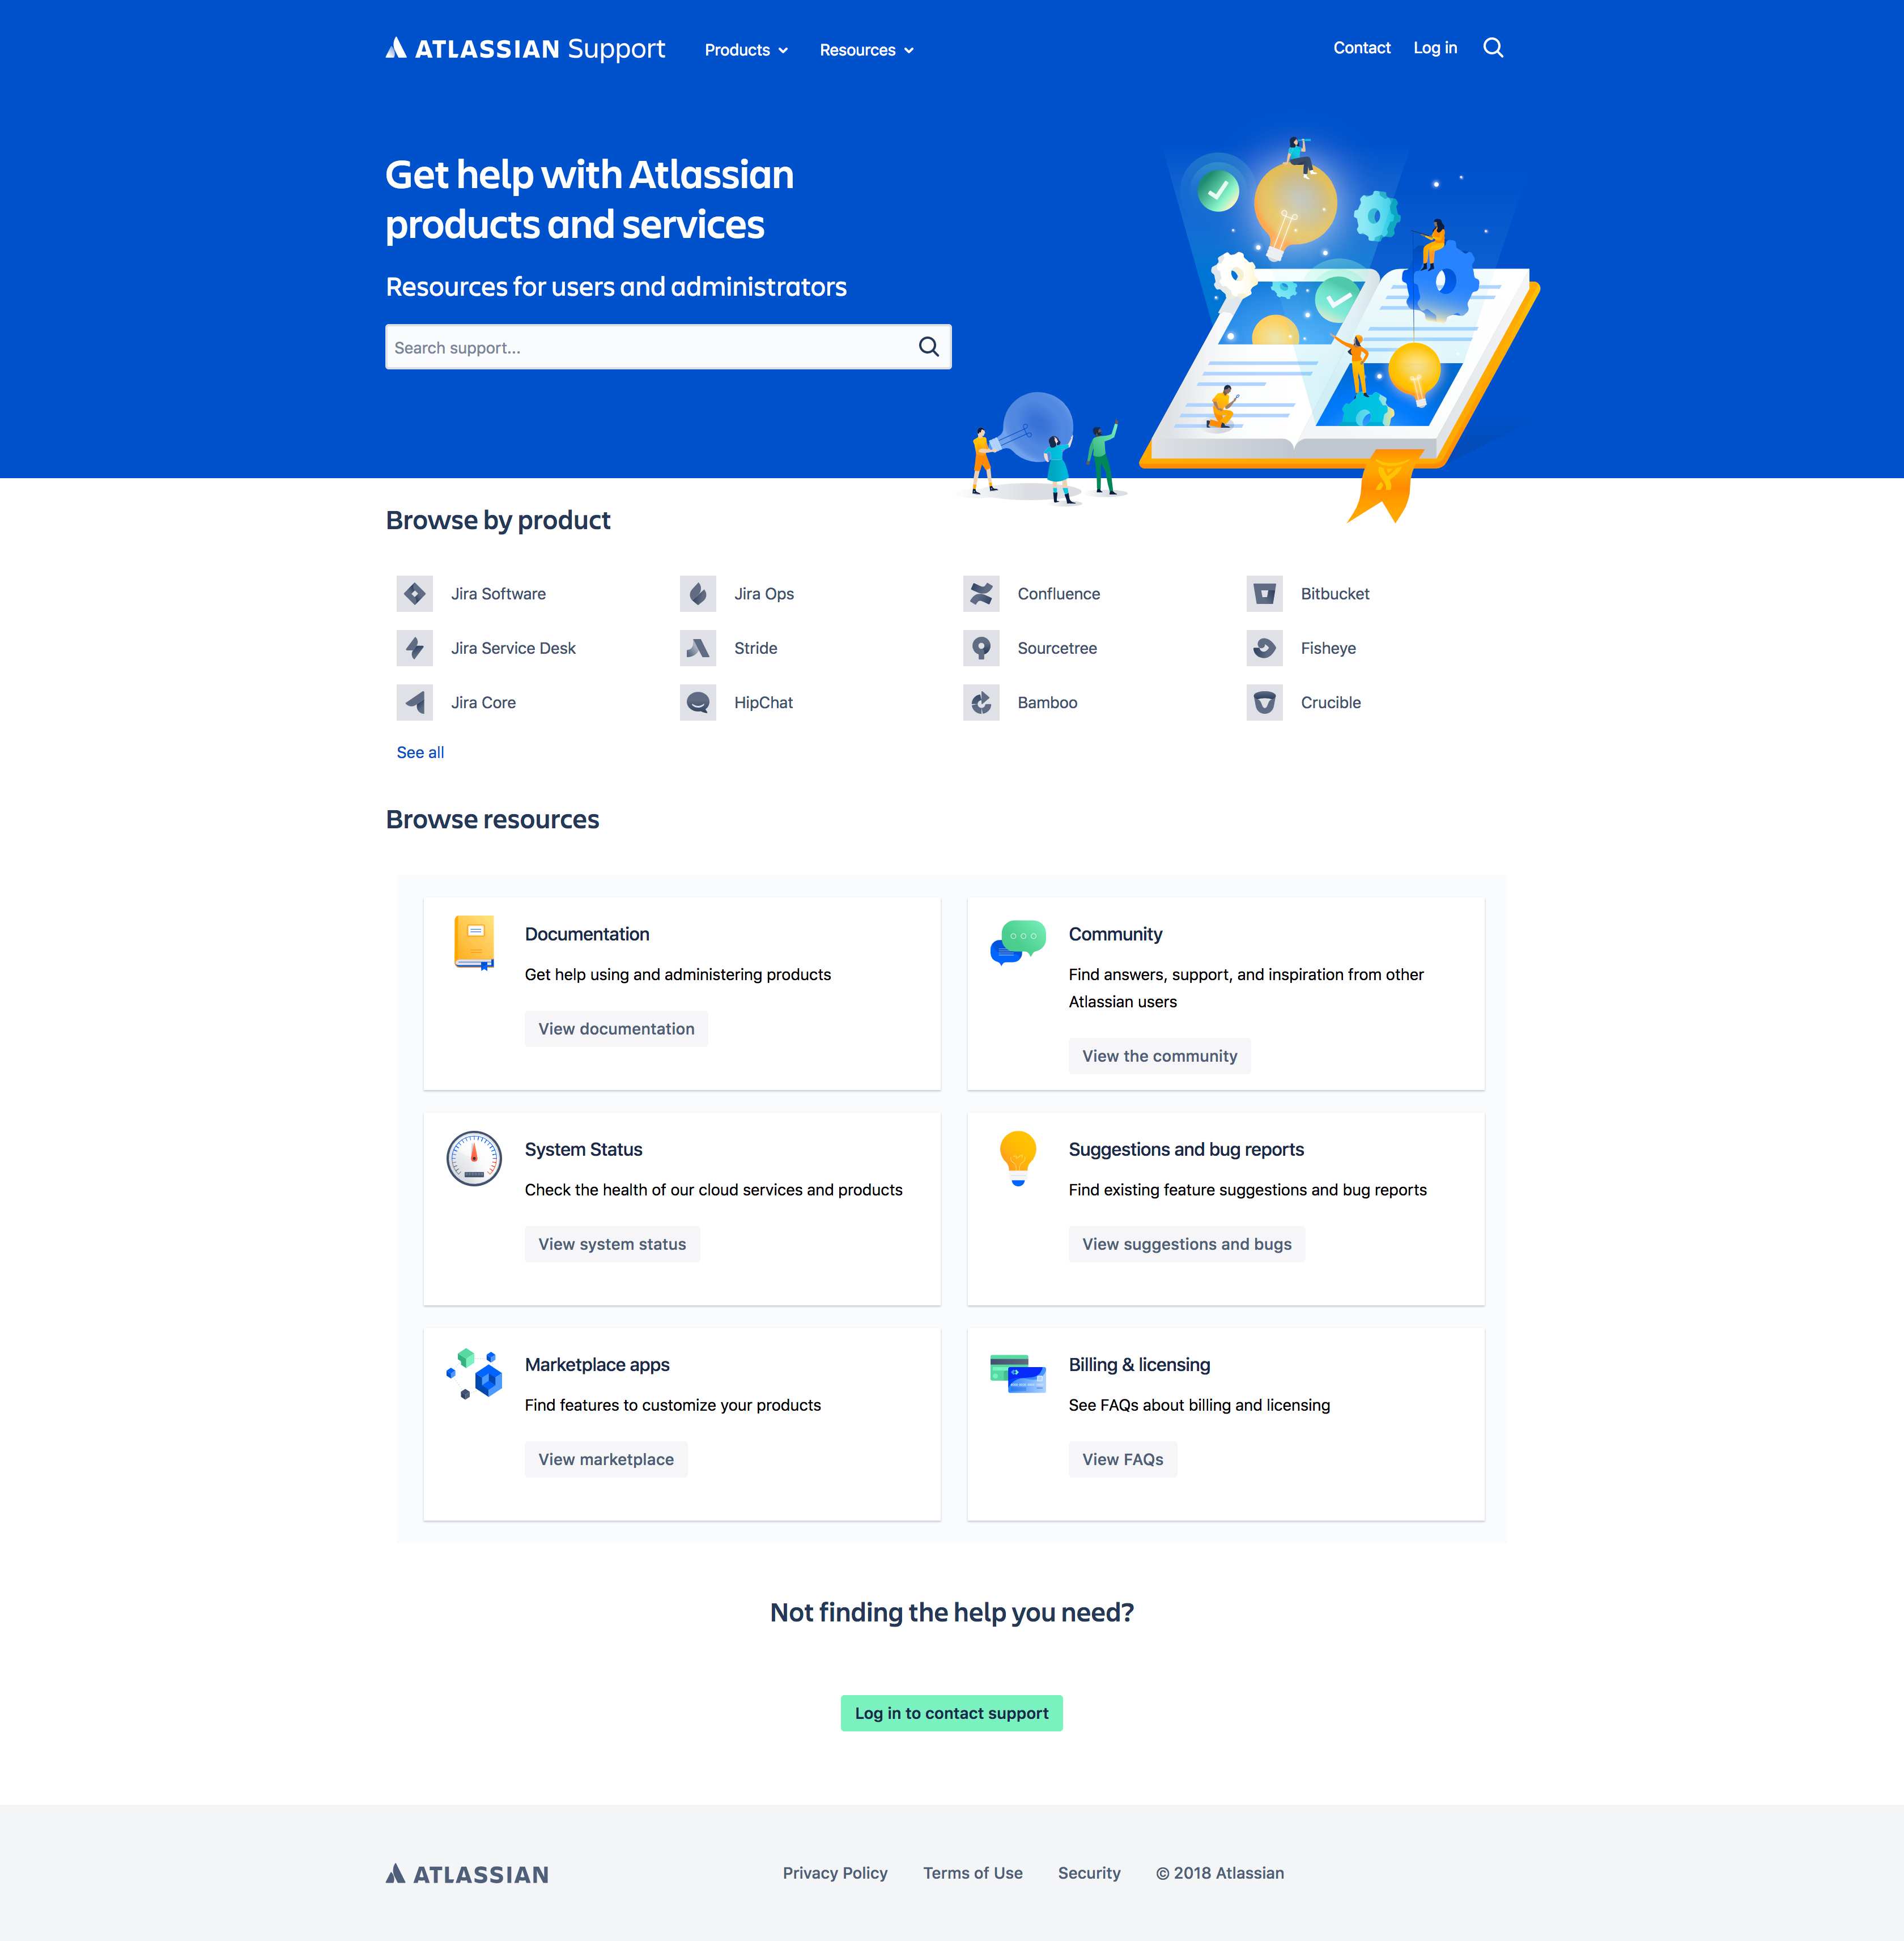 ATLASSIAN Support
Products
Resources
Contact
Log in
Get help with Atlassian
products and services
Resources for users and administrators
Search support...
Browse by product
Jira Software
Jira Ops
Confluence
Bitbucket
Jira Service Desk
Stride
Sourcetree
Fisheye
Jira Core
HipChat
Bamboo
Crucible
See all
Browse resources
Documentation
Get help using and administering products
View documentation
Community
Find answers, support, and inspiration from other
Atlassian users
View the community
System Status
Check the health of our cloud services and products
View system status
Suggestions and bug reports
Find existing feature suggestions and bug reports
View suggestions and bugs
Marketplace apps
Find features to customize your products
View marketplace
Billing & licensing
See FAQs about billing and licensing
View FAQs
Not finding the help you need?
Log in to contact support
ATLASSIAN
Privacy Policy
Terms of Use
Security
© 2018 Atlassian